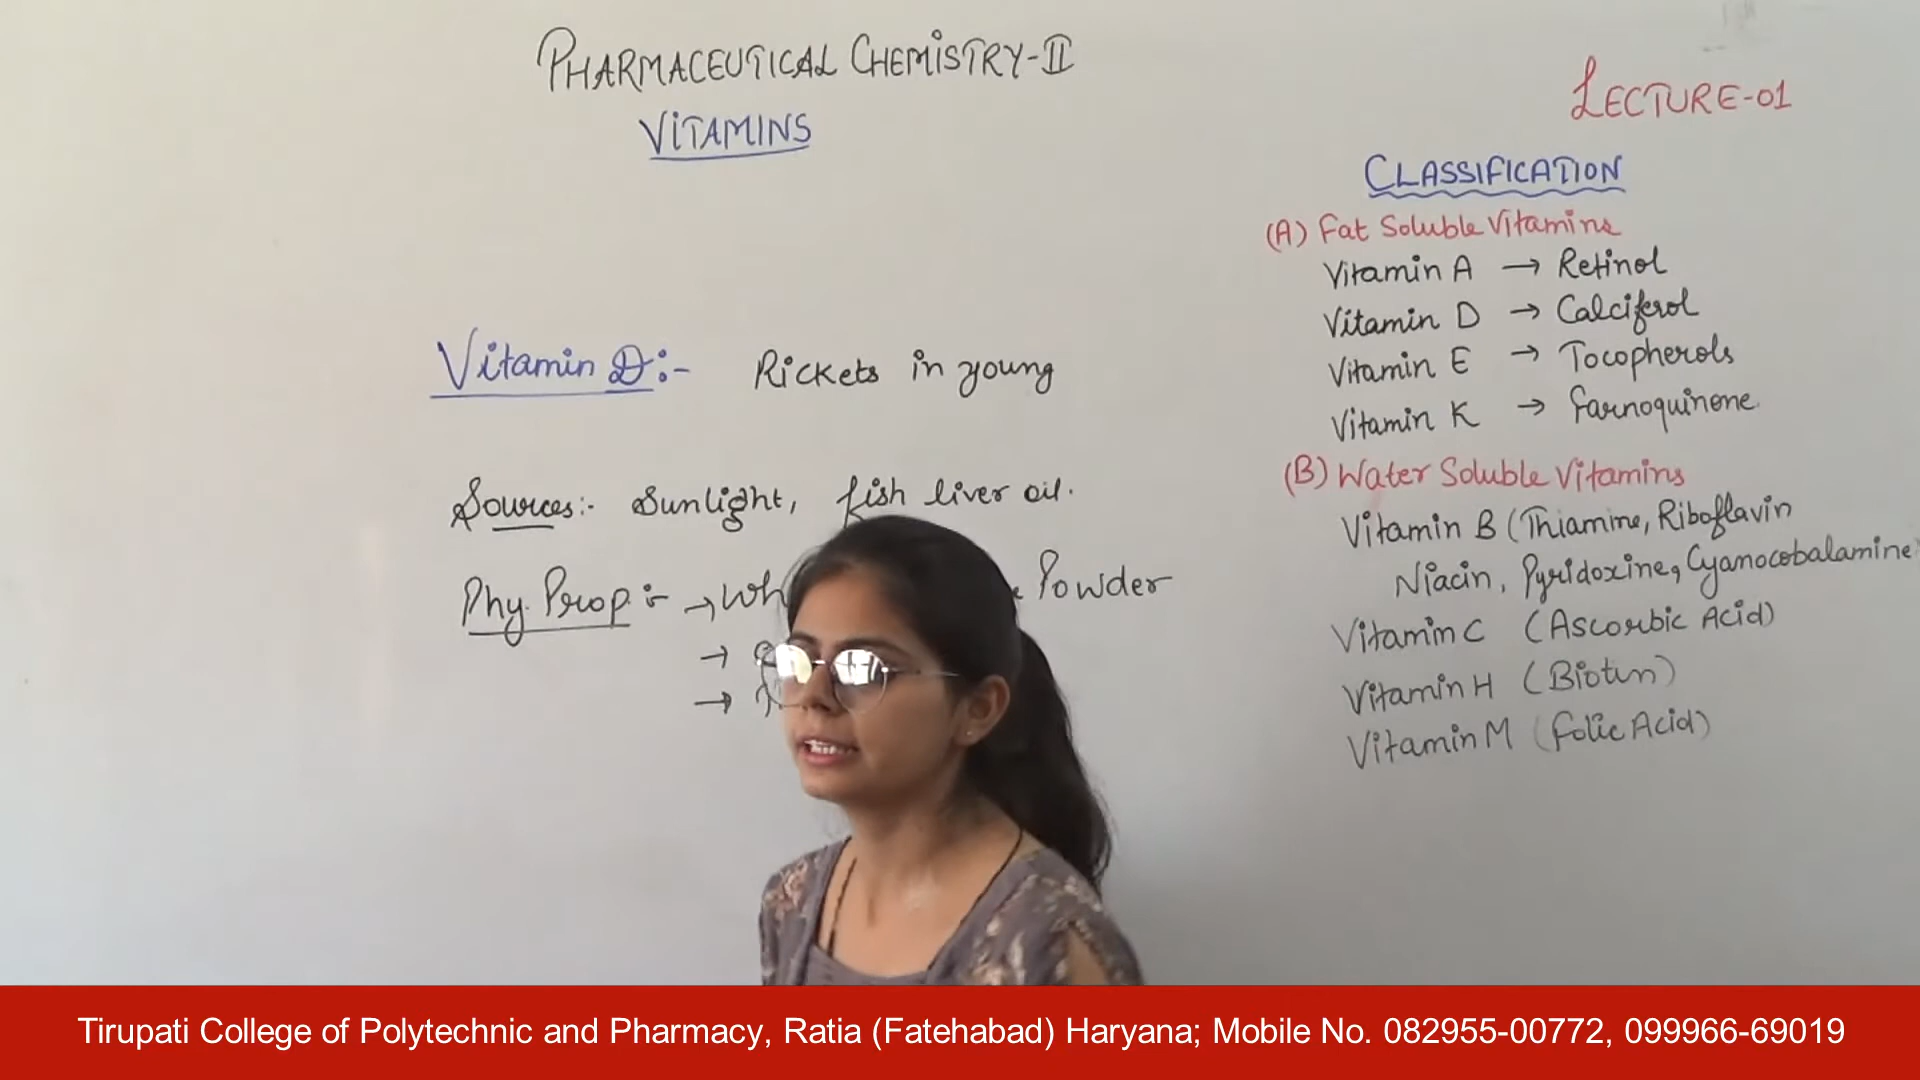 PHARMACEUTICAL CHEMISTRY-II
VITAMINS
LECTURE-01
Vitamin D:- Rickets in young
Sources:- Sunlight, fish liver oil.
Phy. Prop:- → Powder
→
→
CLASSIFICATION
(A) Fat Soluble Vitamins
Vitamin A → Retinol
Vitamin D → Calciferol
Vitamin E → Tocopherols
Vitamin K → Farnoquinone.
(B) Water Soluble Vitamins
Vitamin B (Thiamine, Riboflavin
Niacin, Pyridoxine, Cyanocobalamine)
Vitamin C (Ascorbic Acid)
Vitamin H (Biotin)
Vitamin M (Folic Acid)
Tirupati College of Polytechnic and Pharmacy, Ratia (Fatehabad) Haryana; Mobile No. 082955-00772, 099966-69019